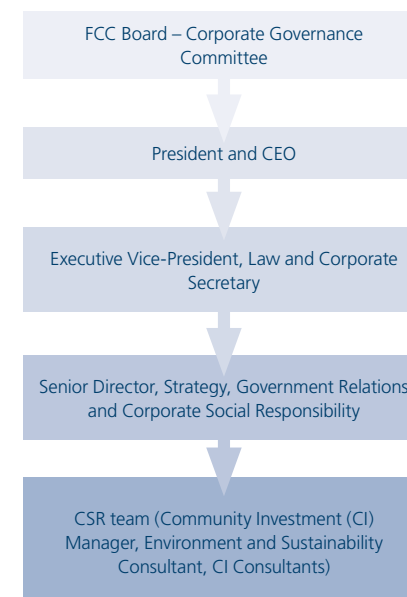 FCC Board – Corporate Governance
Committee
President and CEO
Executive Vice-President, Law and Corporate
Secretary
Senior Director, Strategy, Government Relations
and Corporate Social Responsibility
CSR team (Community Investment (CI)
Manager, Environment and Sustainability
Consultant, CI Consultants)